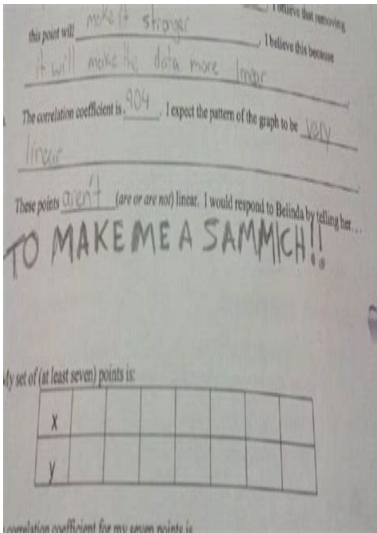 I believe that removing
this point will make it stronger. I believe this because
it will make the data more linear.
The correlation coefficient is .904. I expect the pattern of the graph to be very
linear.
These points aren't (are or are not) linear. I would respond to Belinda by telling her…
TO MAKE ME A SAMMICH!!
My set of (at least seven) points is:
x
y
correlation coefficient for my seven points is